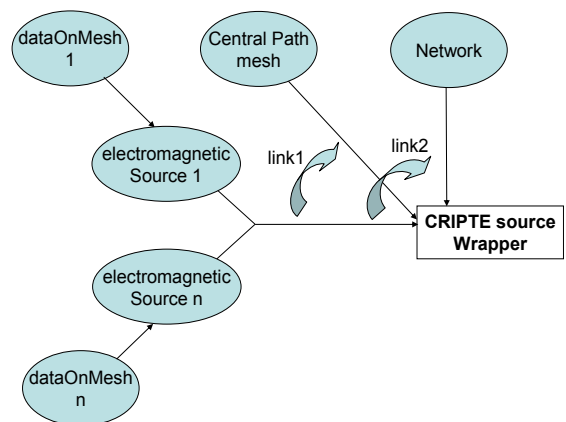 dataOnMesh
1
Central Path
mesh
Network
electromagnetic
Source 1
link1
link2
CRIPTE source
Wrapper
electromagnetic
Source n
dataOnMesh
n